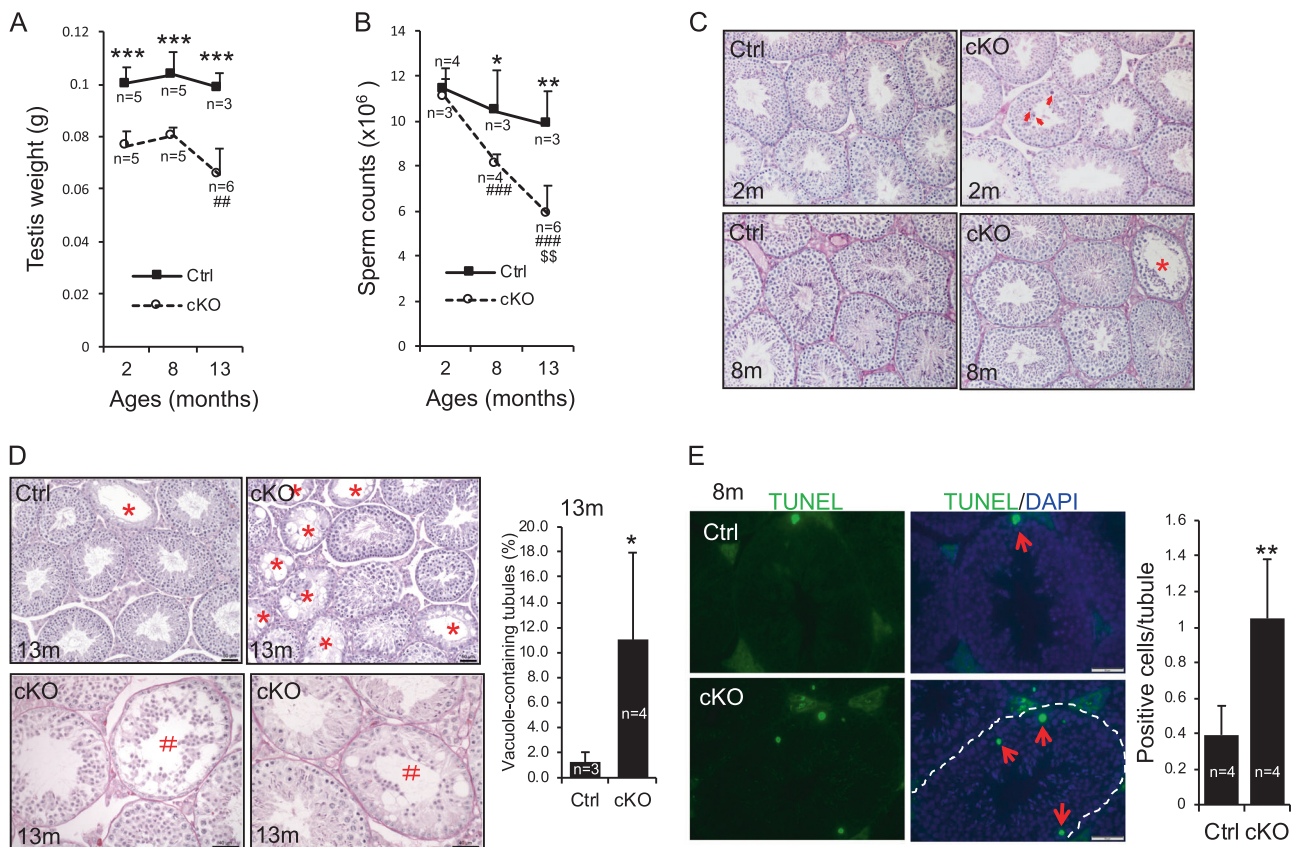 A
Testis weight (g)
0.12
0.1
0.08
0.06
0.04
0.02
0
*** *** ***
n=5 n=5 n=3
n=5 n=5 n=6
##
Ctrl
cKO
2 8 13
Ages (months)
B
Sperm counts (x10⁶)
14
12
10
8
6
4
2
0
n=4
* **
n=3 n=3 n=3
n=4
###
n=6
###
$$
Ctrl
cKO
2 8 13
Ages (months)
C
Ctrl cKO
2m 2m
Ctrl cKO
*
8m 8m
D
Ctrl cKO
* * *
* *
* *
* * *
13m 13m
cKO cKO
# #
13m 13m
13m
Vacuole-containing tubules (%)
20.0
18.0
16.0
14.0
12.0
10.0
8.0
6.0
4.0
2.0
0.0
*
n=3 n=4
Ctrl cKO
E
8m TUNEL TUNEL/DAPI
Ctrl
cKO
Positive cells/tubule
1.6
1.4
1.2
1
0.8
0.6
0.4
0.2
0
**
n=4 n=4
Ctrl cKO